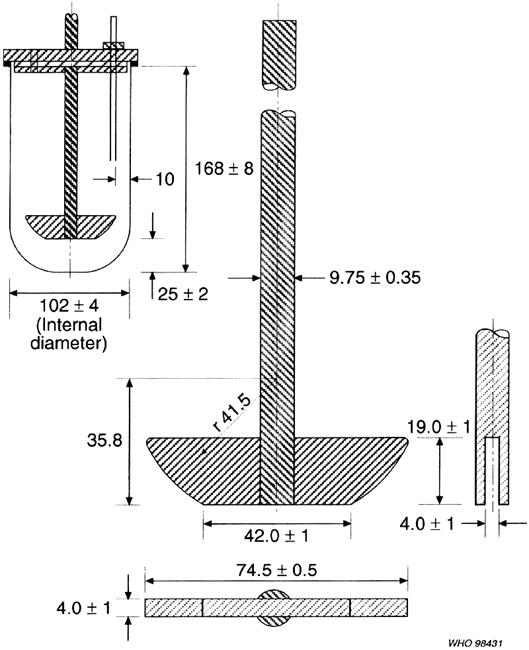 168 ± 8
10
25 ± 2
102 ± 4
(Internal
diameter)
9.75 ± 0.35
r 41.5
35.8
19.0 ± 1
4.0 ± 1
42.0 ± 1
74.5 ± 0.5
4.0 ± 1
WHO 98431